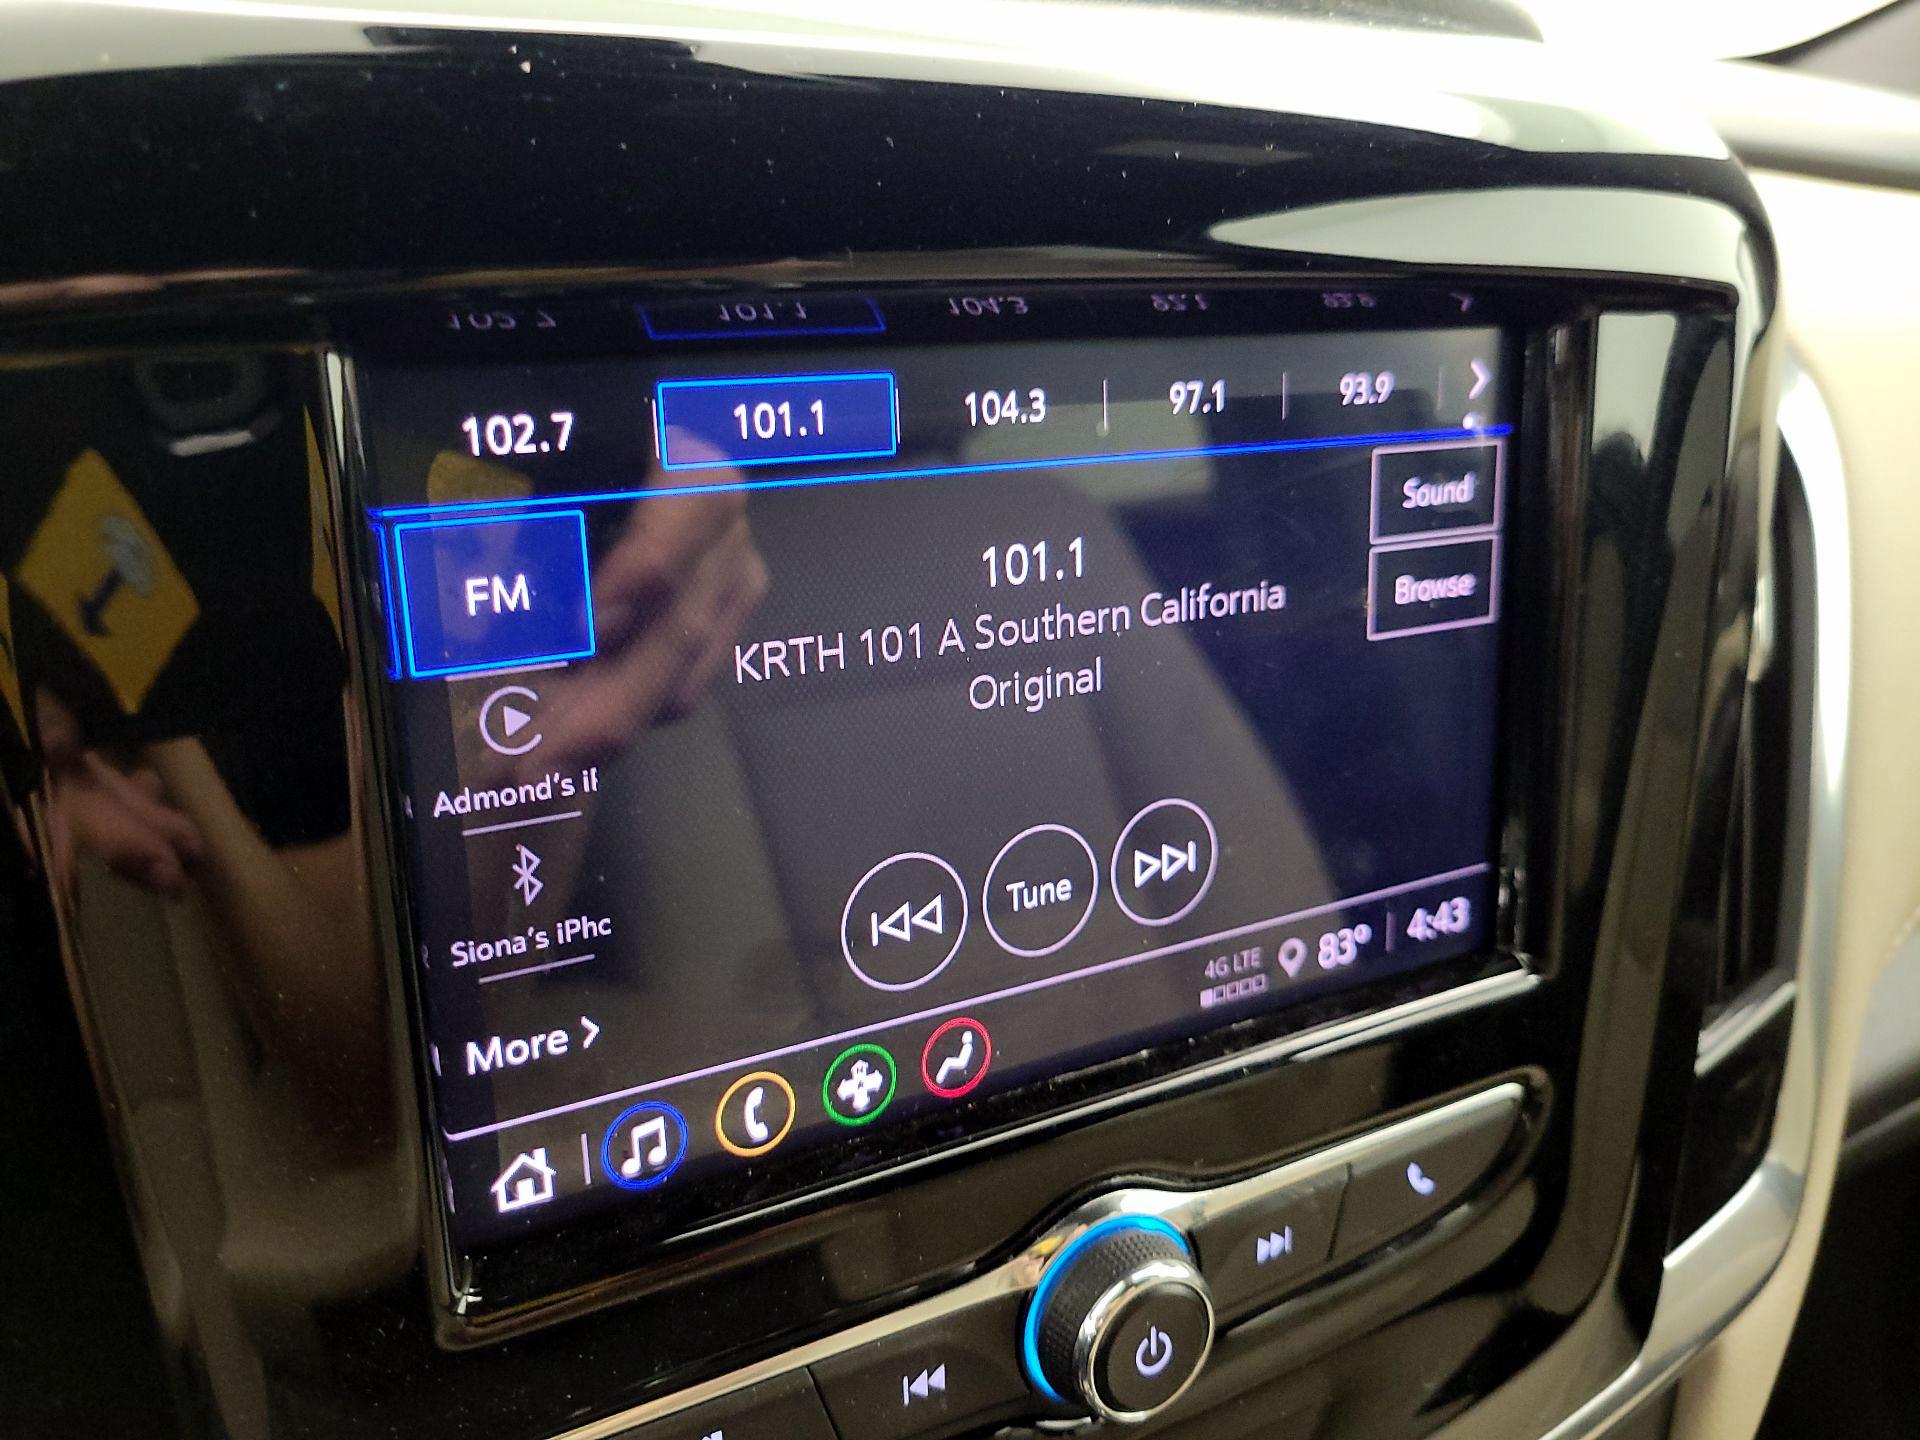 102.7
101.1
104.3
97.1
93.9
Sound
FM
101.1
Browse
KRTH 101 A Southern California
Original
Admond's iP
Siona's iPhc
Tune
More >
4G LTE
83°
4:43